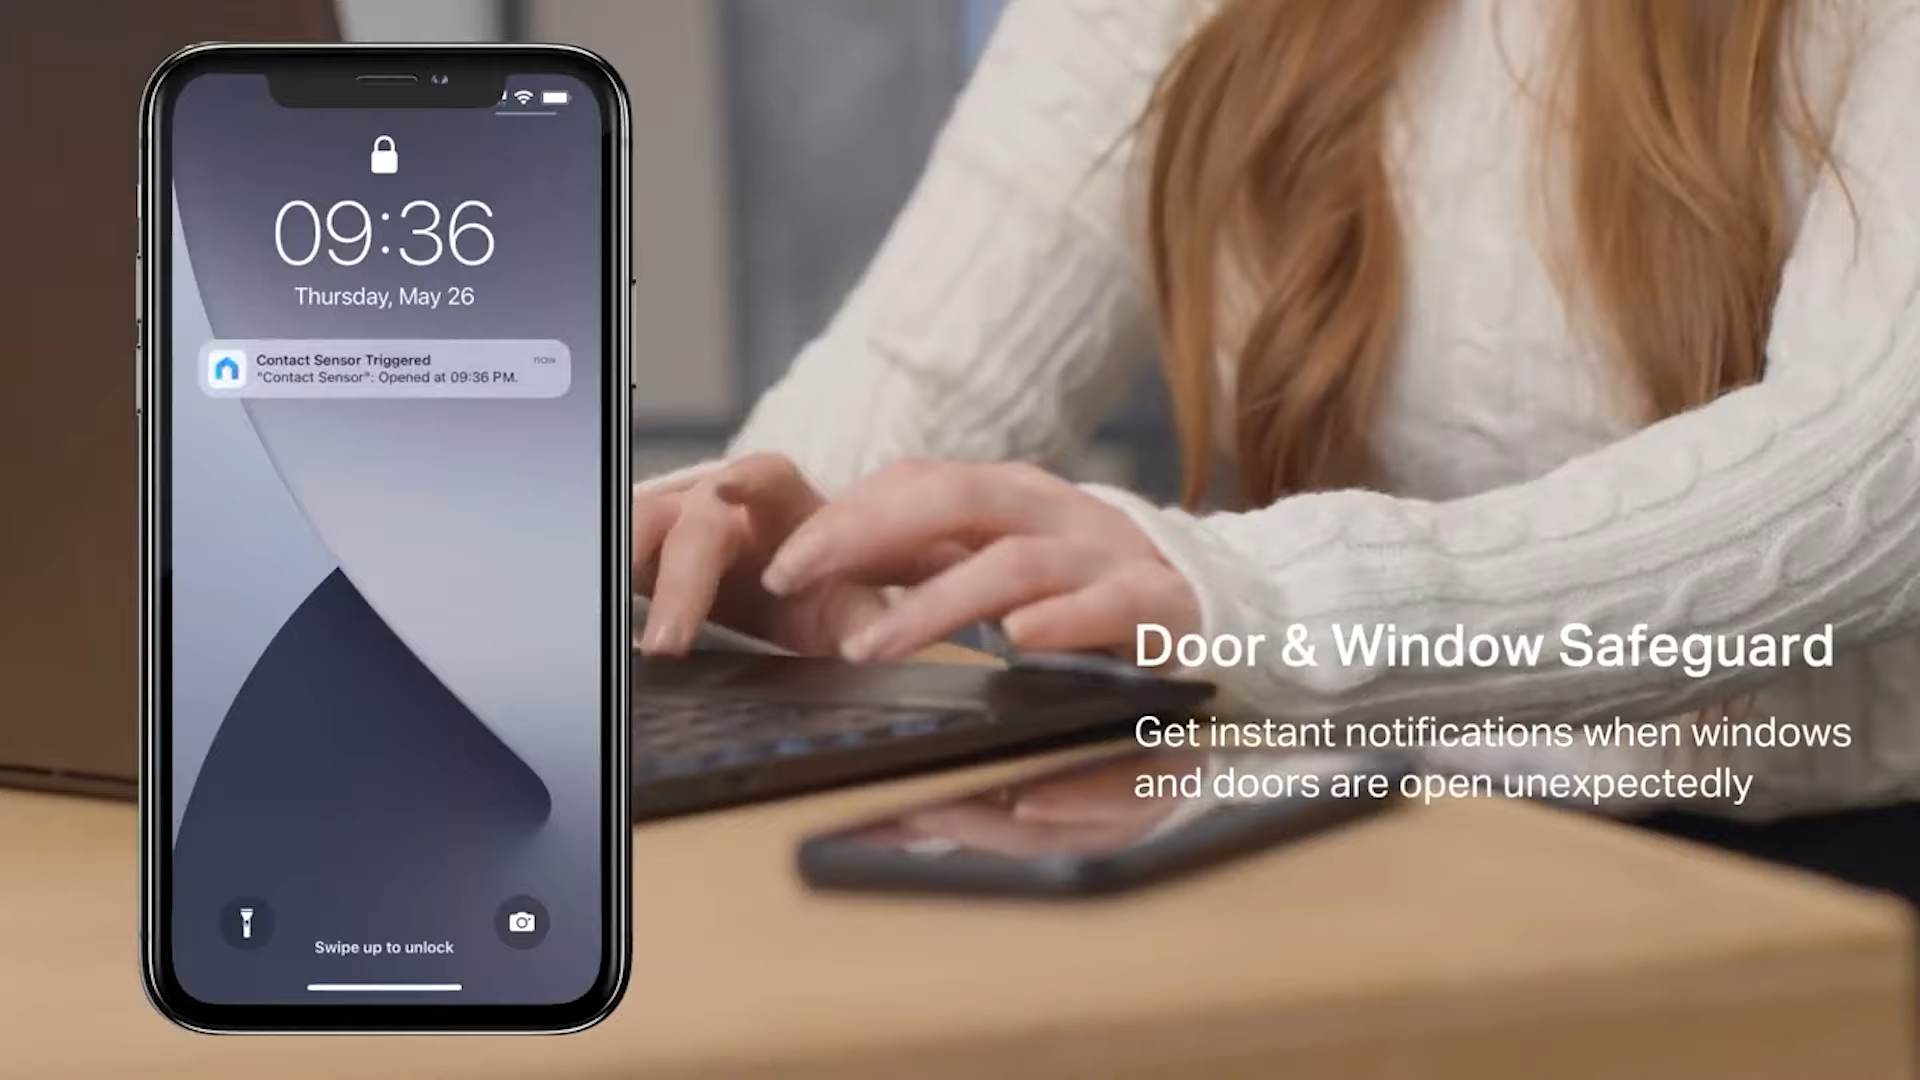 09:36
Thursday, May 26
Contact Sensor Triggered
now
"Contact Sensor": Opened at 09:36 PM.
Swipe up to unlock
Door & Window Safeguard
Get instant notifications when windows
and doors are open unexpectedly